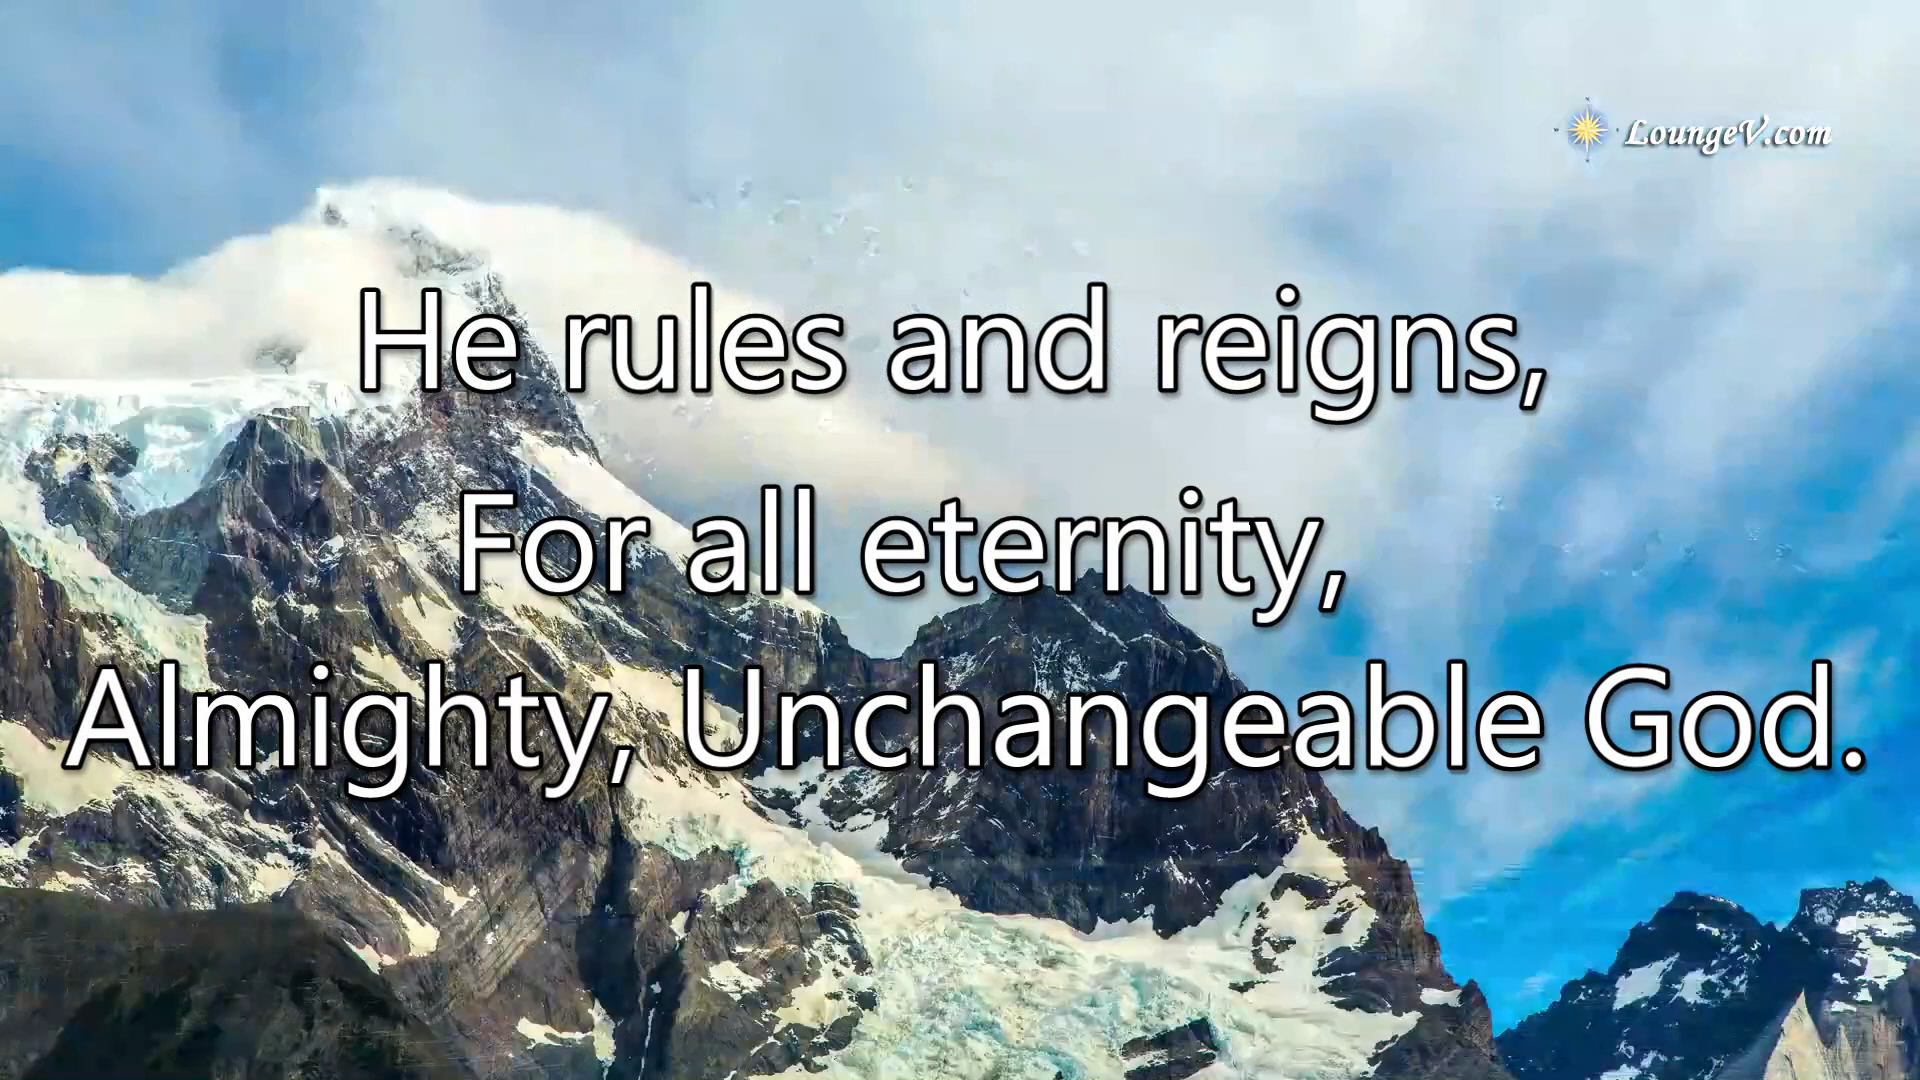 LoungeV.com
He rules and reigns,
For all eternity,
Almighty, Unchangeable God.